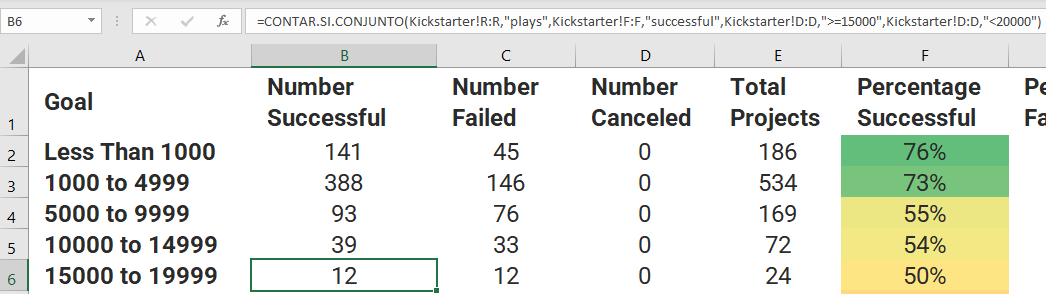 B6 fx =CONTAR.SI.CONJUNTO(Kickstarter!R:R,"plays",Kickstarter!F:F,"successful",Kickstarter!D:D,">=15000",Kickstarter!D:D,"<20000")
A B C D E F
1 Goal Number Successful Number Failed Number Canceled Total Projects Percentage Successful Pe Fa
2 Less Than 1000 141 45 0 186 76%
3 1000 to 4999 388 146 0 534 73%
4 5000 to 9999 93 76 0 169 55%
5 10000 to 14999 39 33 0 72 54%
6 15000 to 19999 12 12 0 24 50%